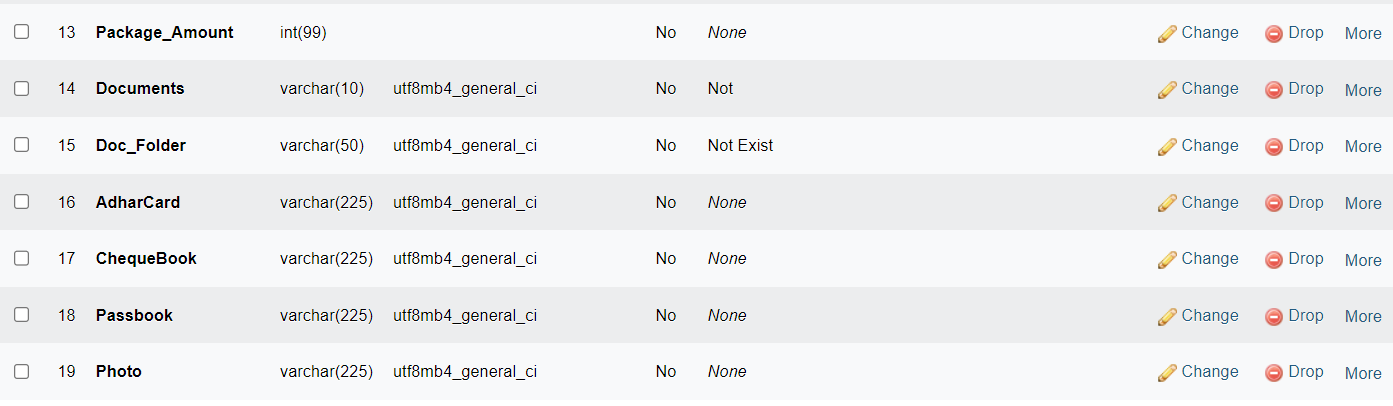 13 Package_Amount int(99) No None Change Drop More
14 Documents varchar(10) utf8mb4_general_ci No Not Change Drop More
15 Doc_Folder varchar(50) utf8mb4_general_ci No Not Exist Change Drop More
16 AdharCard varchar(225) utf8mb4_general_ci No None Change Drop More
17 ChequeBook varchar(225) utf8mb4_general_ci No None Change Drop More
18 Passbook varchar(225) utf8mb4_general_ci No None Change Drop More
19 Photo varchar(225) utf8mb4_general_ci No None Change Drop More